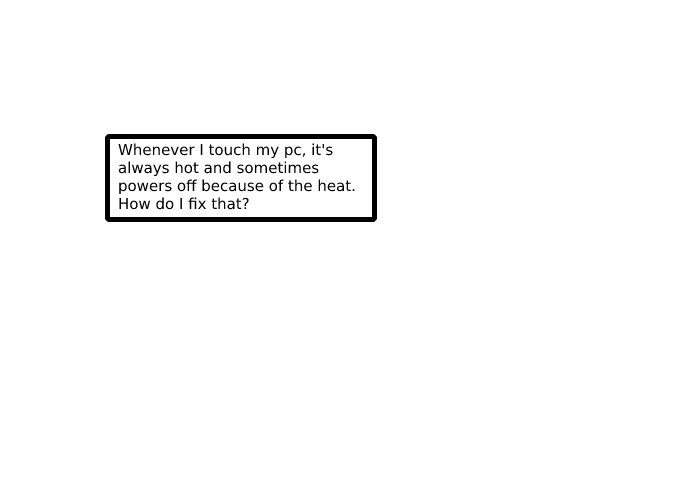 Whenever I touch my pc, it's
always hot and sometimes
powers off because of the heat.
How do I fix that?